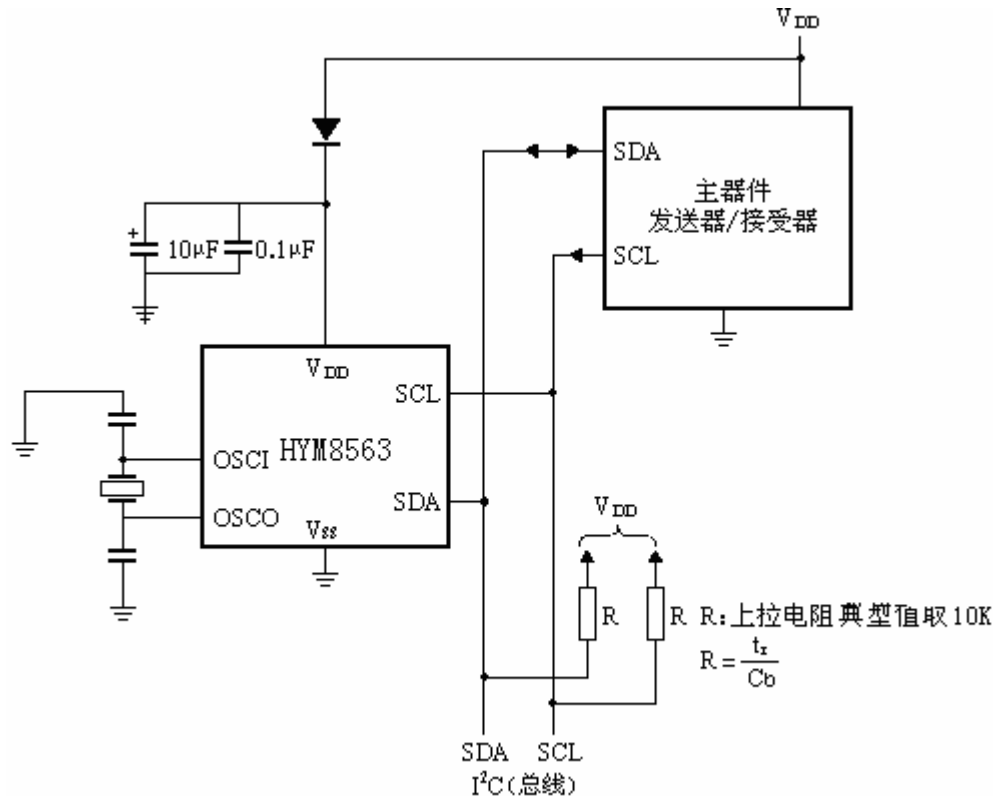 VDD
SDA
主器件
发送器/接受器
SCL
+
10μF
0.1μF
VDD
SCL
OSCI
HYM8563
SDA
OSCO
VSS
VDD
R
R
R:上拉电阻典型值取10K
R=tr/Cb
SDA
SCL
I²C(总线)